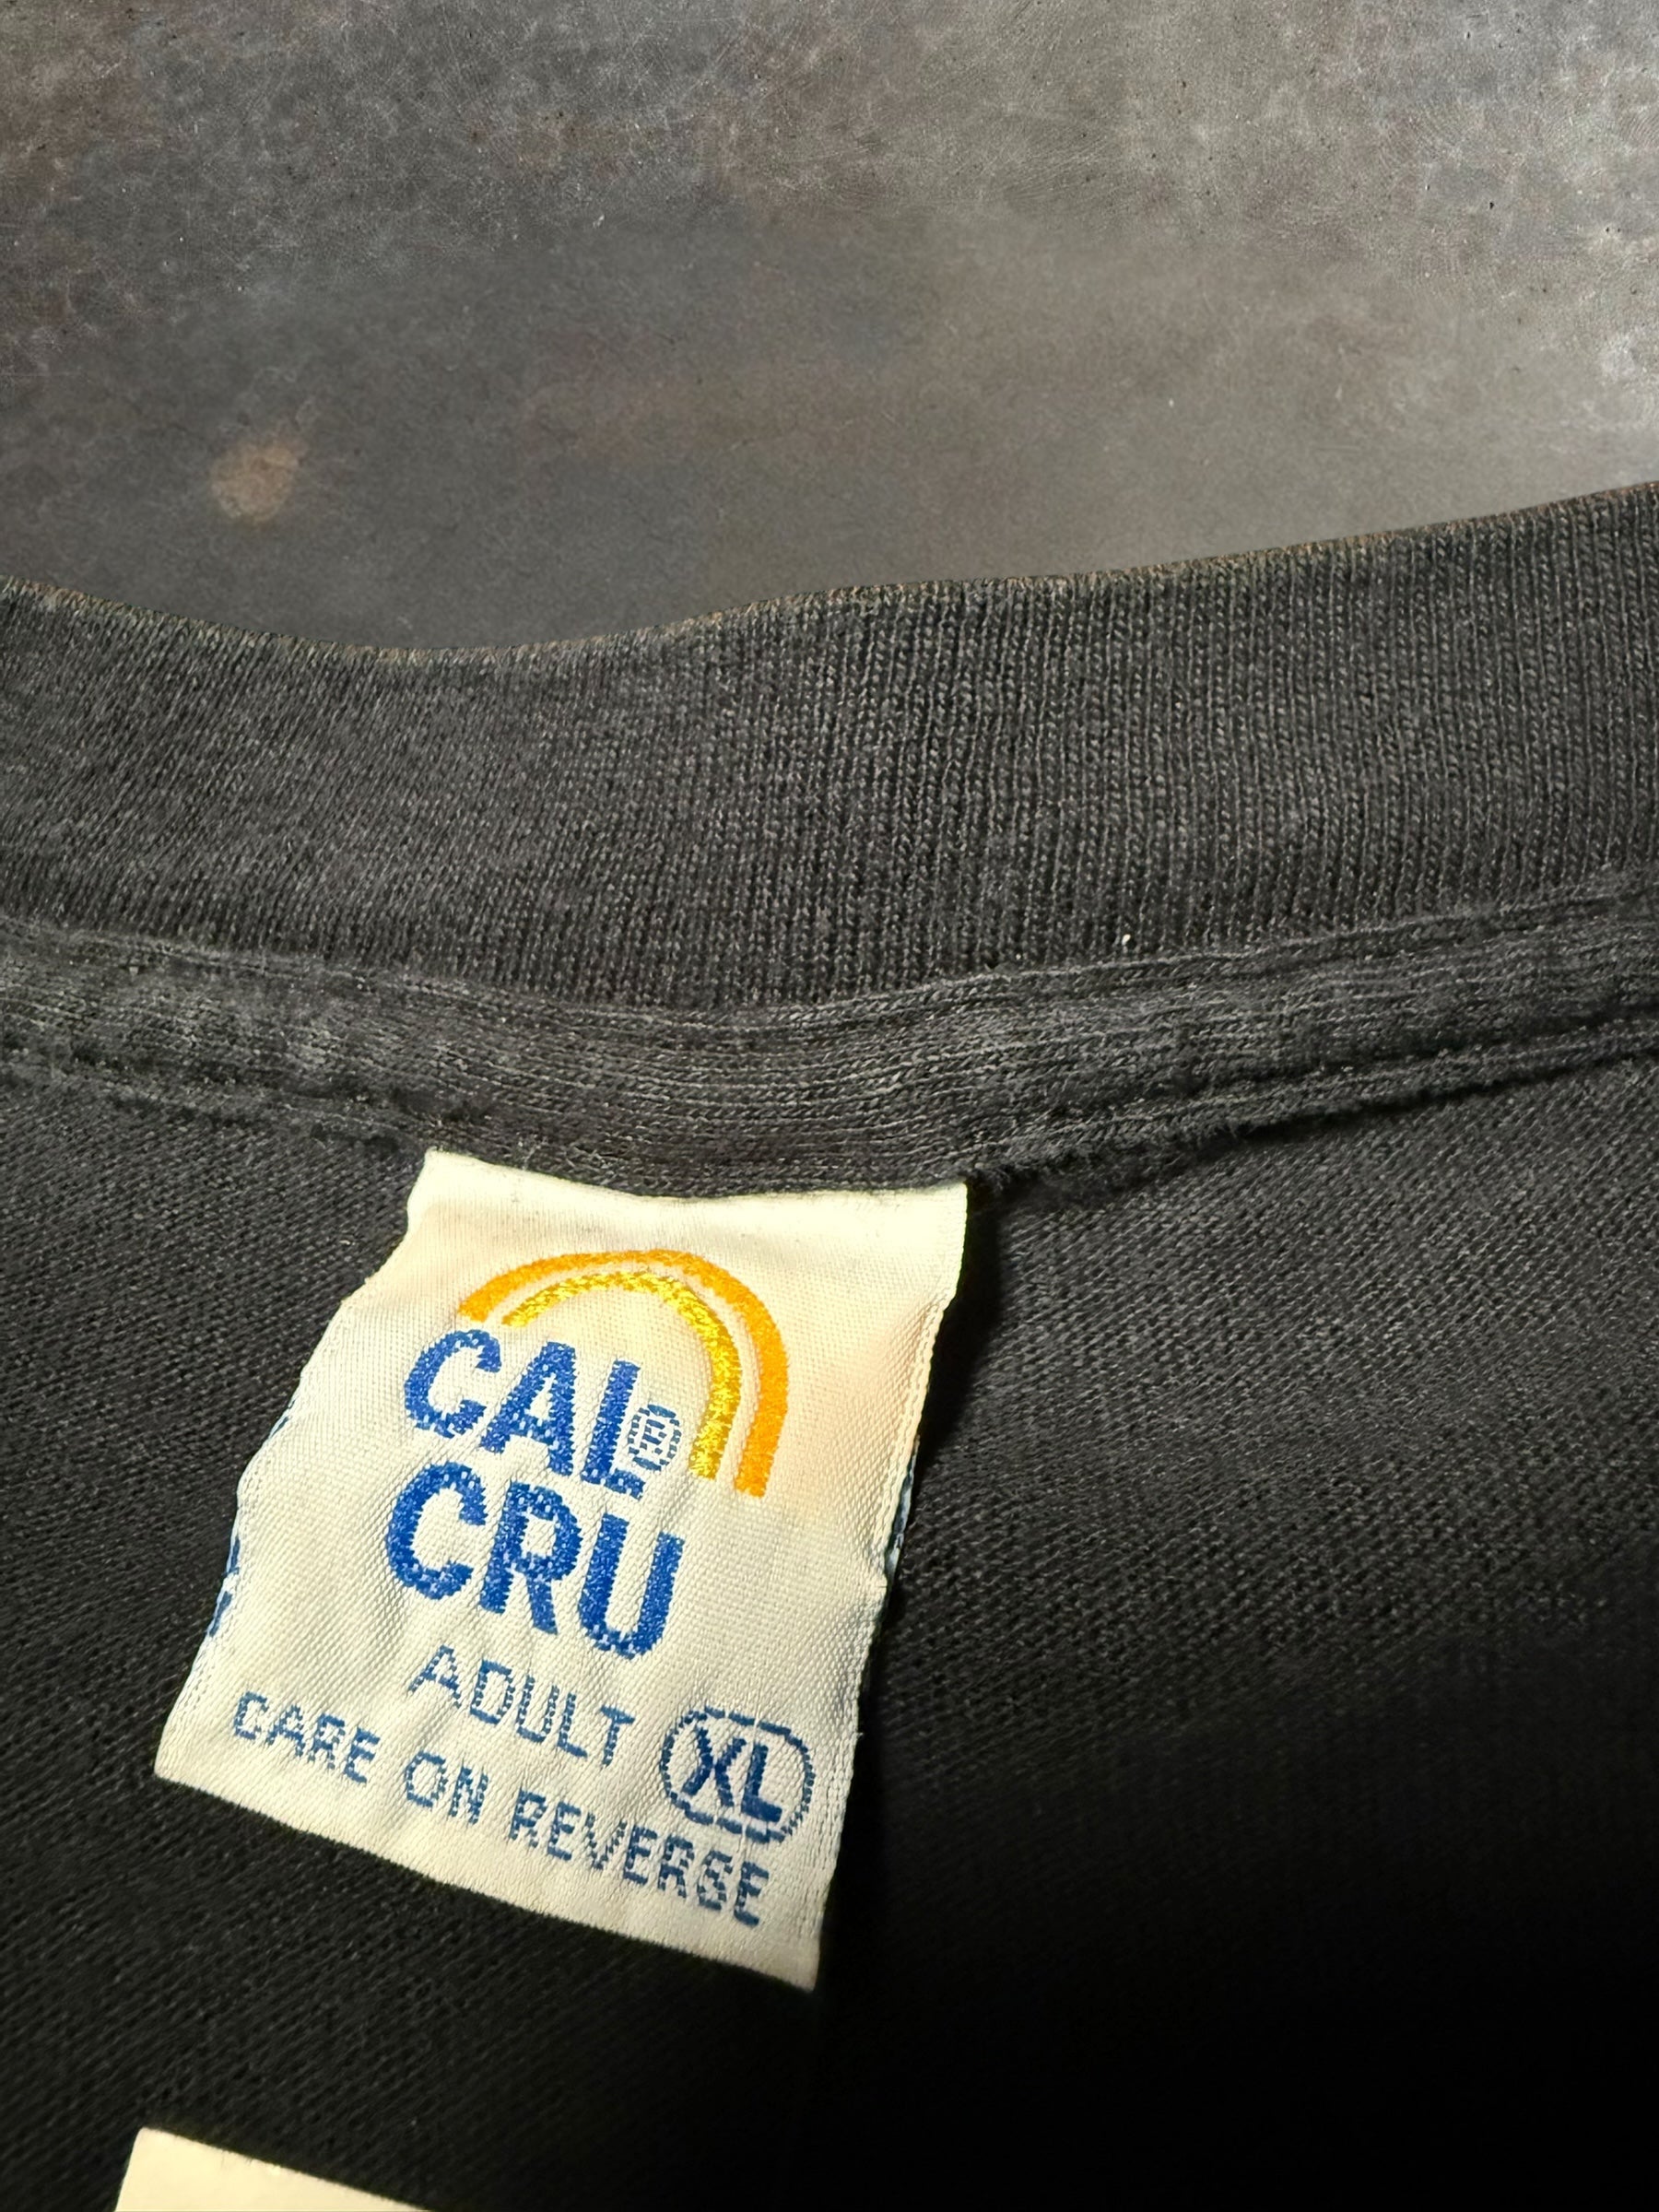 CAL®
CRU
ADULT XL
CARE ON REVERSE